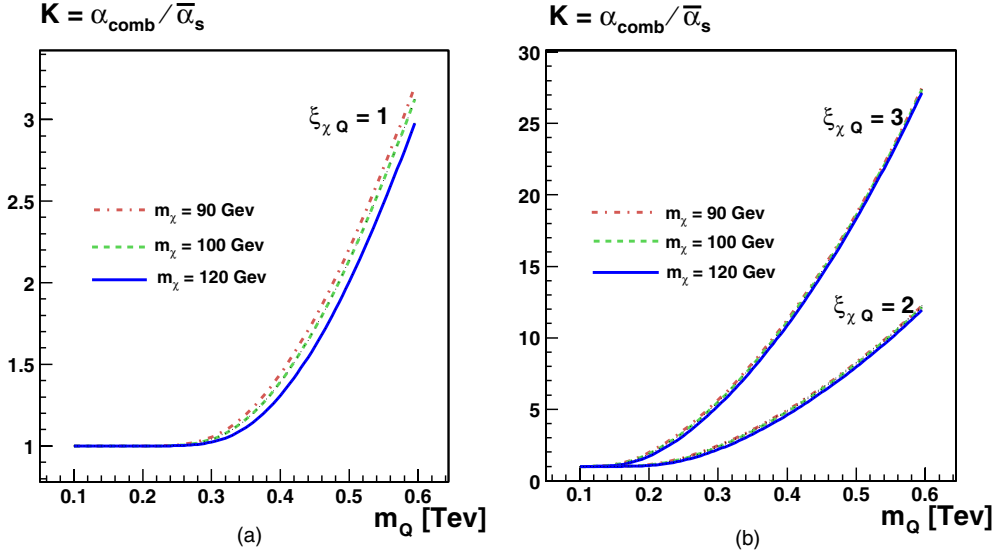 K = α_comb / ᾱ_s
ξ_χ Q = 1
m_χ = 90 Gev
m_χ = 100 Gev
m_χ = 120 Gev
3
2.5
2
1.5
1
0.1 0.2 0.3 0.4 0.5 0.6
m_Q [Tev]
(a)
K = α_comb / ᾱ_s
ξ_χ Q = 3
m_χ = 90 Gev
m_χ = 100 Gev
m_χ = 120 Gev
ξ_χ Q = 2
30
25
20
15
10
5
0
0.1 0.2 0.3 0.4 0.5 0.6
m_Q [Tev]
(b)